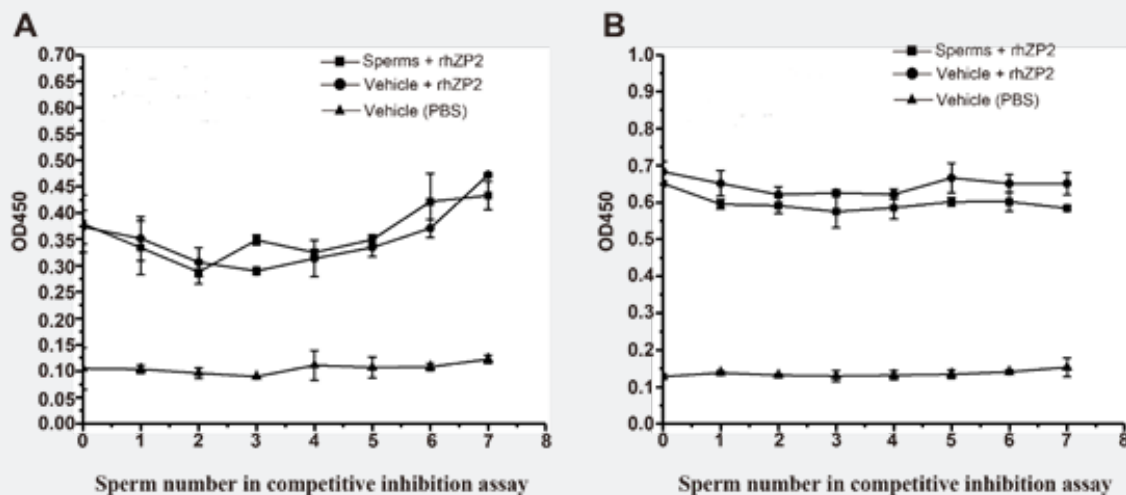 A
0.70
Sperms + rhZP2
0.65
Vehicle + rhZP2
0.60
Vehicle (PBS)
0.55
0.50
0.45
0.40
OD450
0.35
0.30
0.25
0.20
0.15
0.10
0.05
0.00
0 1 2 3 4 5 6 7 8
Sperm number in competitive inhibition assay
B
1.0
Sperms + rhZP2
0.9
Vehicle + rhZP2
Vehicle (PBS)
0.8
0.7
0.6
OD450
0.5
0.4
0.3
0.2
0.1
0.0
0 1 2 3 4 5 6 7 8
Sperm number in competitive inhibition assay